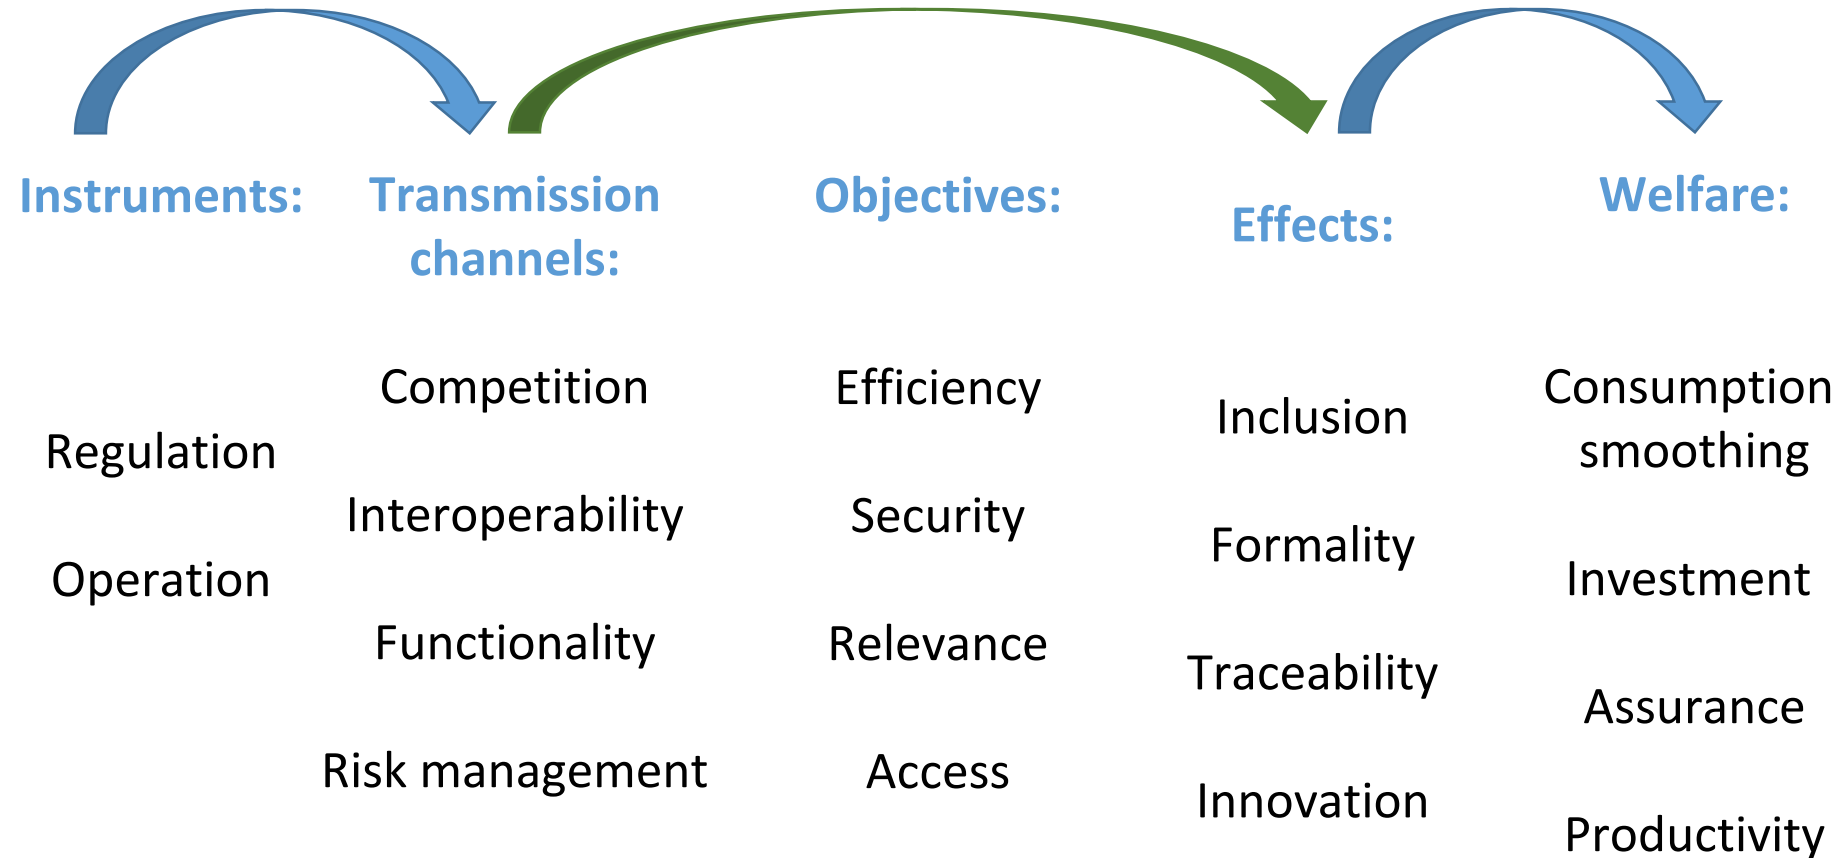 Instruments:
Transmission
channels:
Objectives:
Effects:
Welfare:
Regulation
Operation
Competition
Interoperability
Functionality
Risk management
Efficiency
Security
Relevance
Access
Inclusion
Formality
Traceability
Innovation
Consumption
smoothing
Investment
Assurance
Productivity